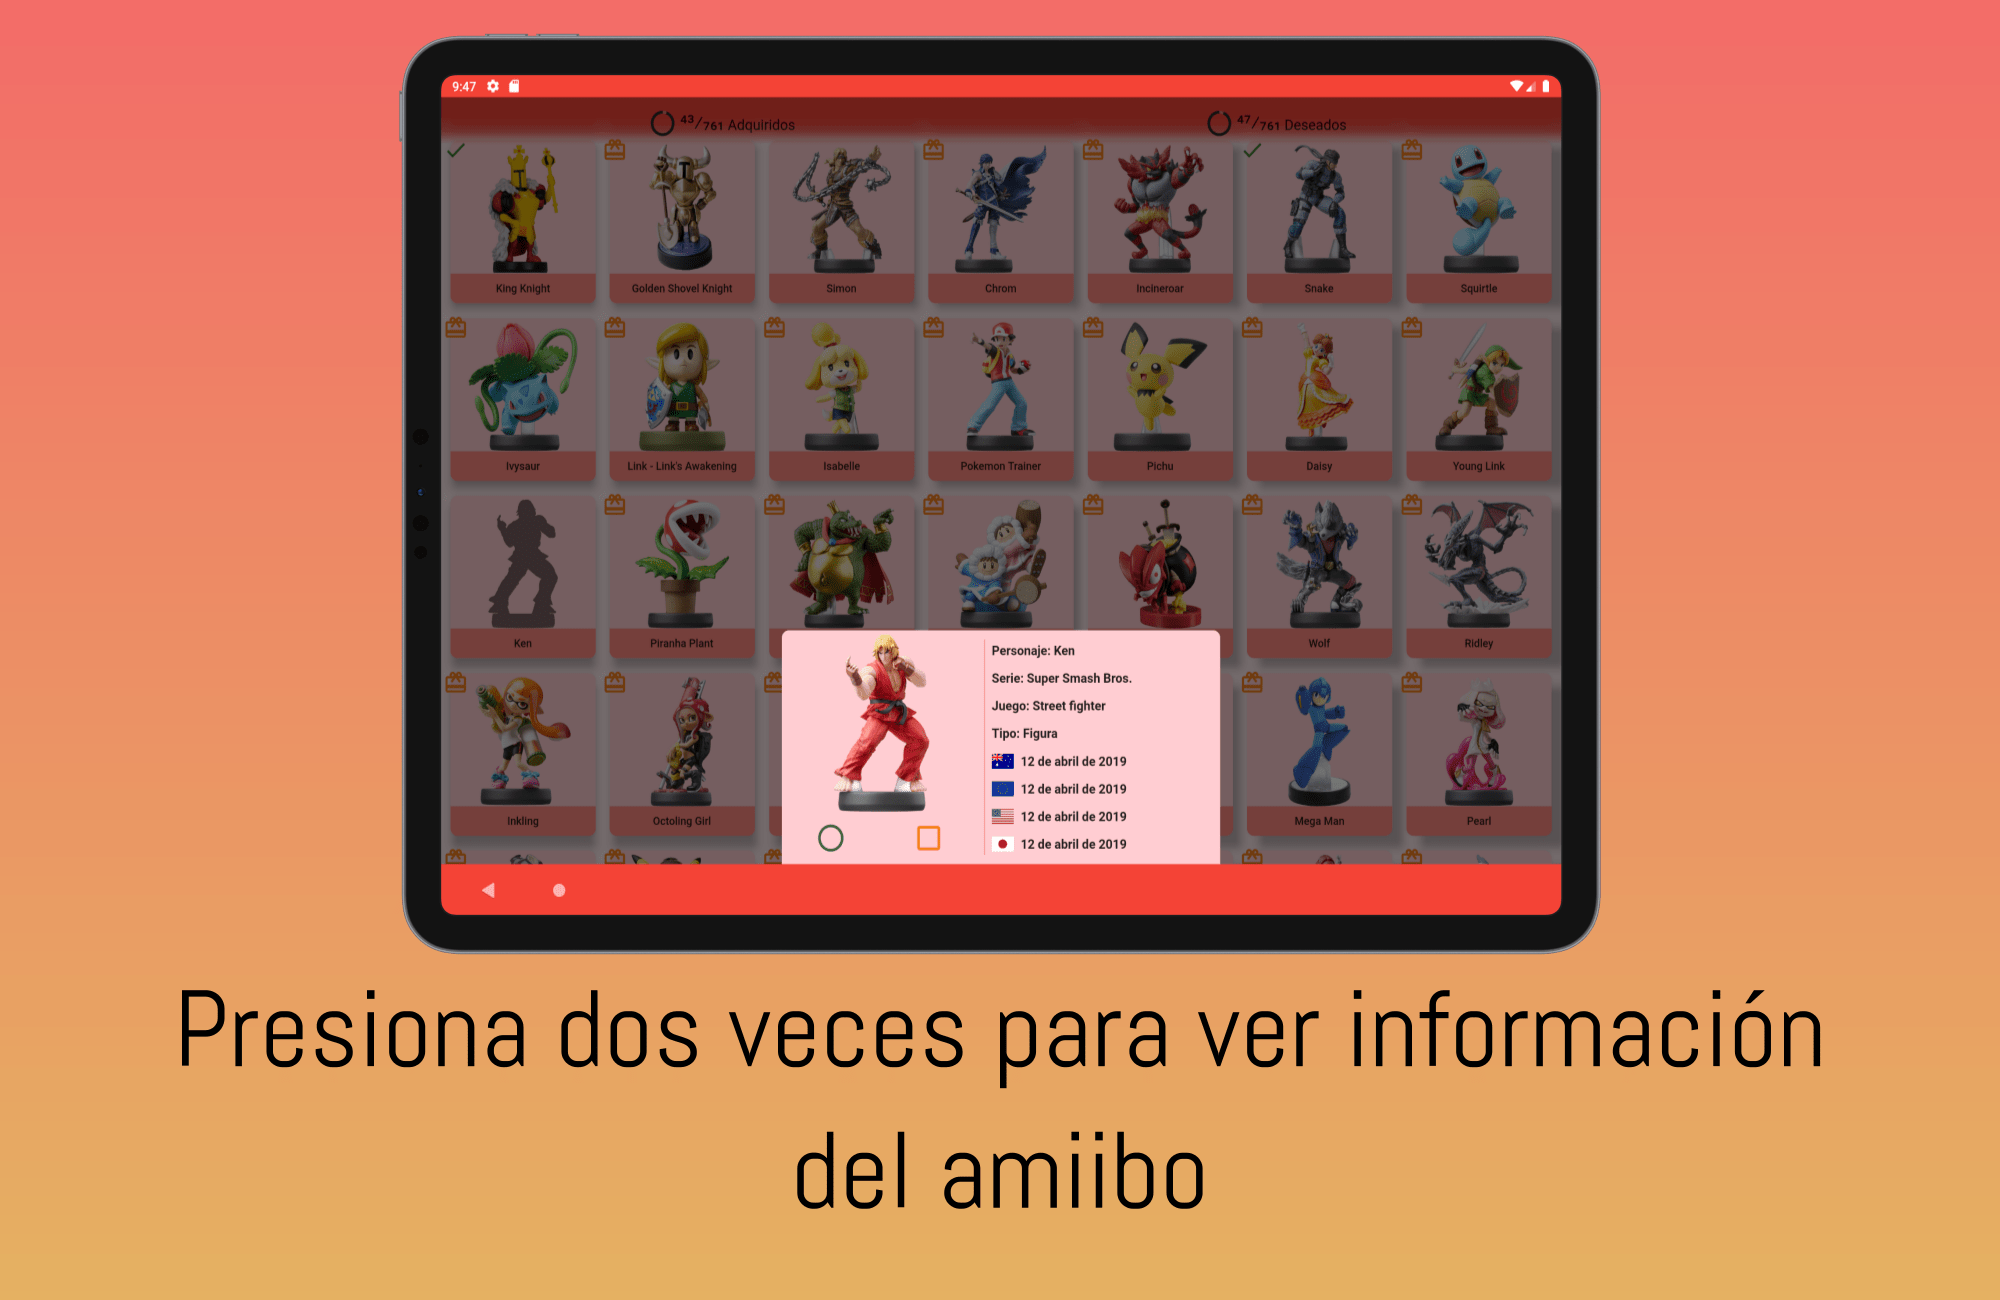 9:47
43/761 Adquiridos
47/761 Deseados
King Knight
Golden Shovel Knight
Simon
Chrom
Incineroar
Snake
Squirtle
Ivysaur
Link - Link's Awakening
Isabelle
Pokemon Trainer
Pichu
Daisy
Young Link
Ken
Piranha Plant
Wolf
Ridley
Inkling
Octoling Girl
Mega Man
Pearl
Personaje: Ken
Serie: Super Smash Bros.
Juego: Street fighter
Tipo: Figura
12 de abril de 2019
12 de abril de 2019
12 de abril de 2019
12 de abril de 2019
Presiona dos veces para ver información
del amiibo